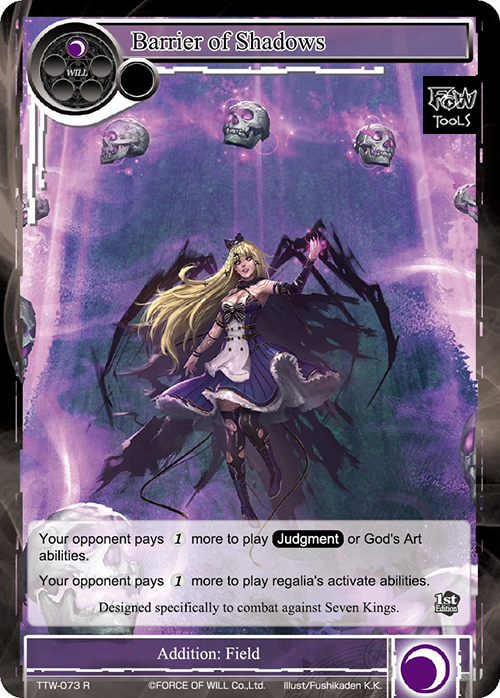 Barrier of Shadows
WILL
FOW
TOOLS
Your opponent pays 1 more to play Judgment or God's Art
abilities.
Your opponent pays 1 more to play regalia's activate abilities.
Designed specifically to combat against Seven Kings.
1st
Edition
Addition: Field
TTW-073 R ©FORCE OF WILL Co.,Ltd. Illust/Fushikaden K.K.